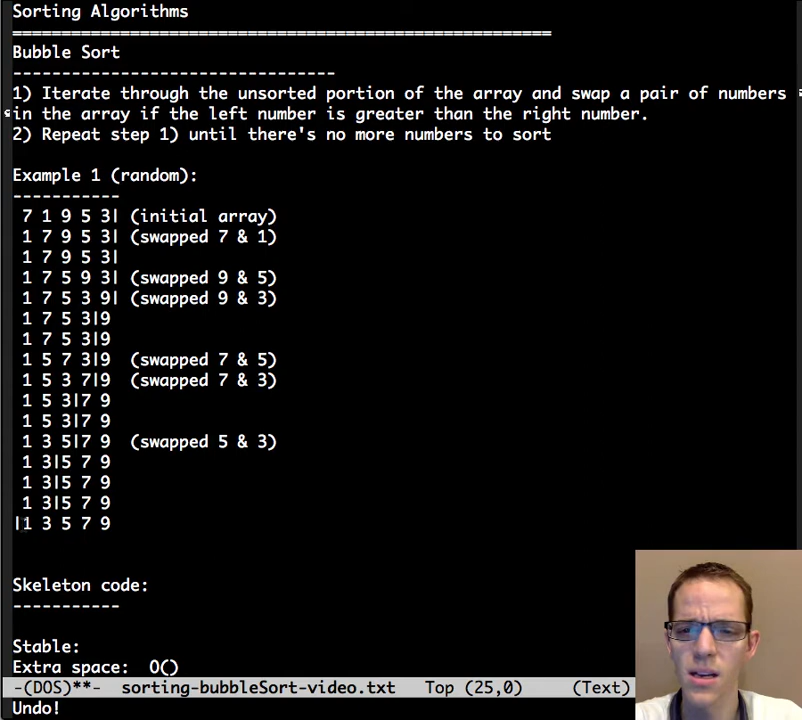 Sorting Algorithms
=======================================================
Bubble Sort
---------------------------------
1) Iterate through the unsorted portion of the array and swap a pair of numbers
in the array if the left number is greater than the right number.
2) Repeat step 1) until there's no more numbers to sort
Example 1 (random):
-----------
7 1 9 5 3| (initial array)
1 7 9 5 3| (swapped 7 & 1)
1 7 9 5 3|
1 7 5 9 3| (swapped 9 & 5)
1 7 5 3 9| (swapped 9 & 3)
1 7 5 3|9
1 7 5 3|9
1 5 7 3|9  (swapped 7 & 5)
1 5 3 7|9  (swapped 7 & 3)
1 5 3|7 9
1 5 3|7 9
1 3 5|7 9  (swapped 5 & 3)
1 3|5 7 9
1 3|5 7 9
1 3|5 7 9
|1 3 5 7 9
Skeleton code:
-----------
Stable:
Extra space:  O()
-(DOS)**-  sorting-bubbleSort-video.txt   Top (25,0)     (Text)
Undo!